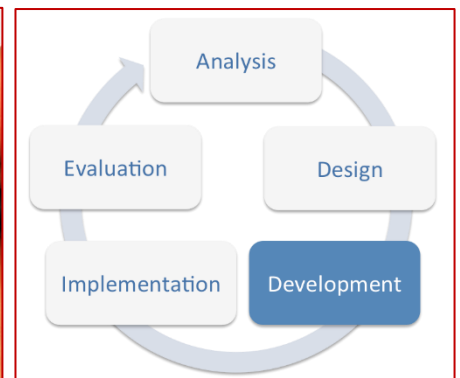 Analysis
Evaluation
Design
Implementation
Development